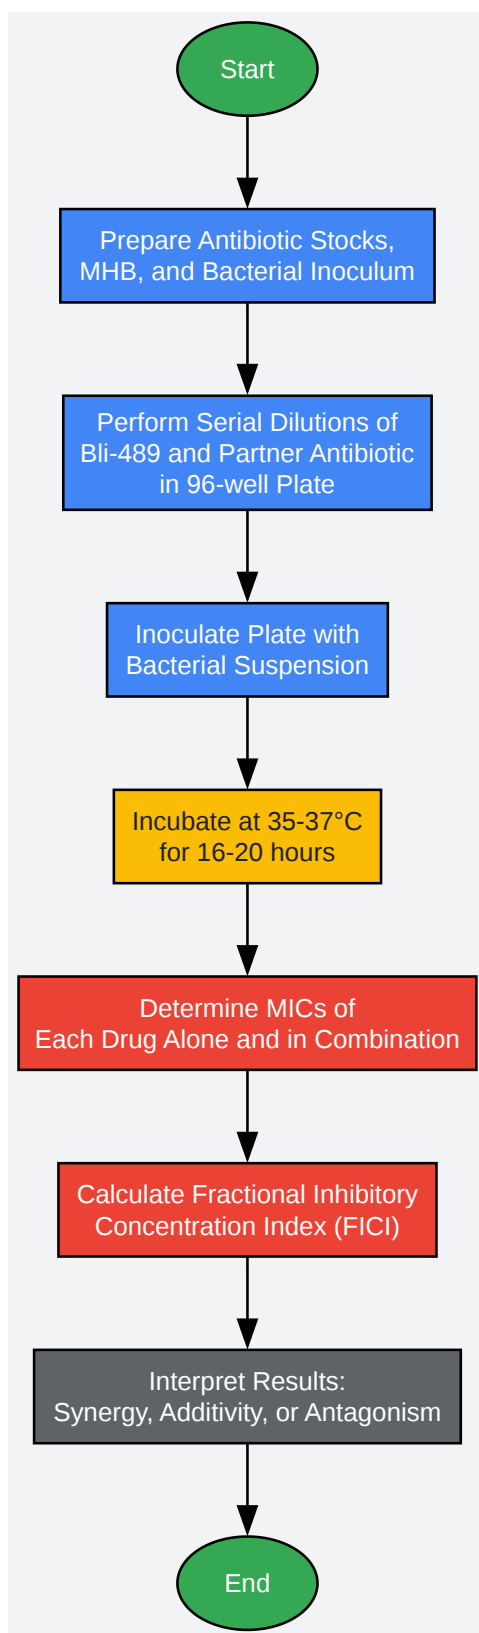 Start
Prepare Antibiotic Stocks,
MHB, and Bacterial Inoculum
Perform Serial Dilutions of
Bli-489 and Partner Antibiotic
in 96-well Plate
Inoculate Plate with
Bacterial Suspension
Incubate at 35-37°C
for 16-20 hours
Determine MICs of
Each Drug Alone and in Combination
Calculate Fractional Inhibitory
Concentration Index (FICI)
Interpret Results:
Synergy, Additivity, or Antagonism
End